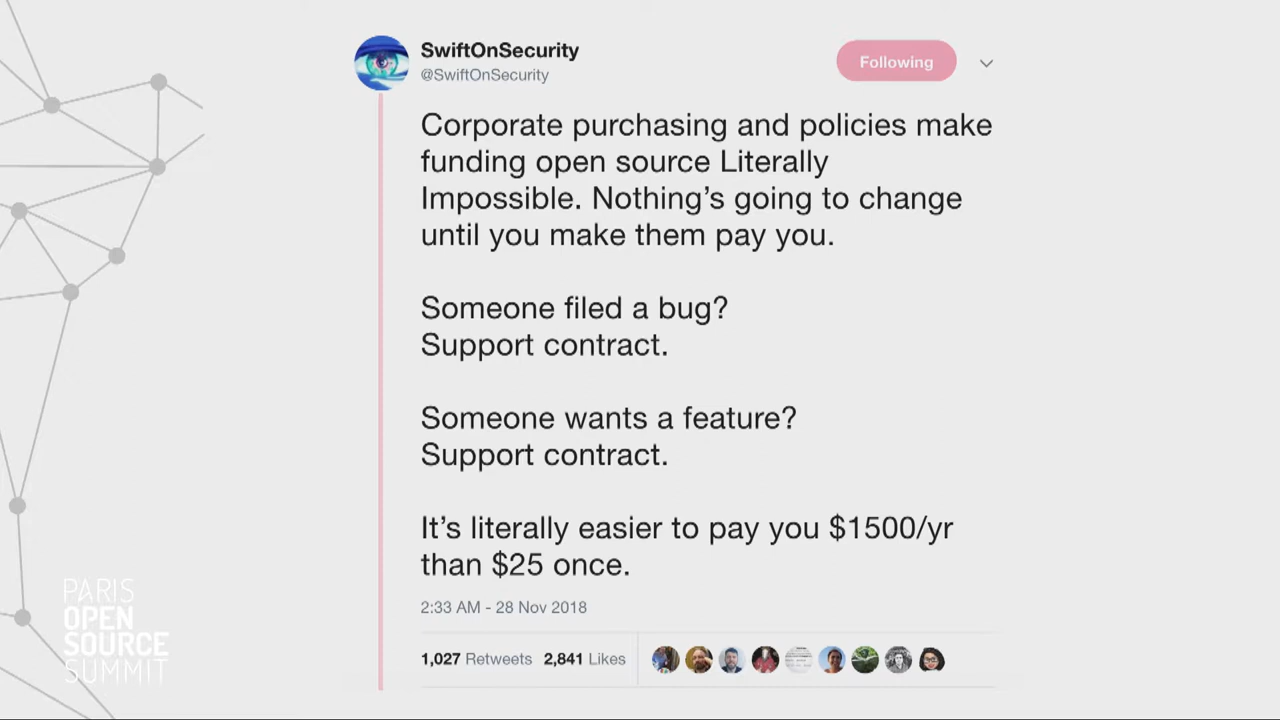 SwiftOnSecurity
@SwiftOnSecurity
Following
Corporate purchasing and policies make
funding open source Literally
Impossible. Nothing’s going to change
until you make them pay you.
Someone filed a bug?
Support contract.
Someone wants a feature?
Support contract.
It’s literally easier to pay you $1500/yr
than $25 once.
2:33 AM - 28 Nov 2018
1,027 Retweets 2,841 Likes
PARIS
OPEN
SOURCE
SUMMIT